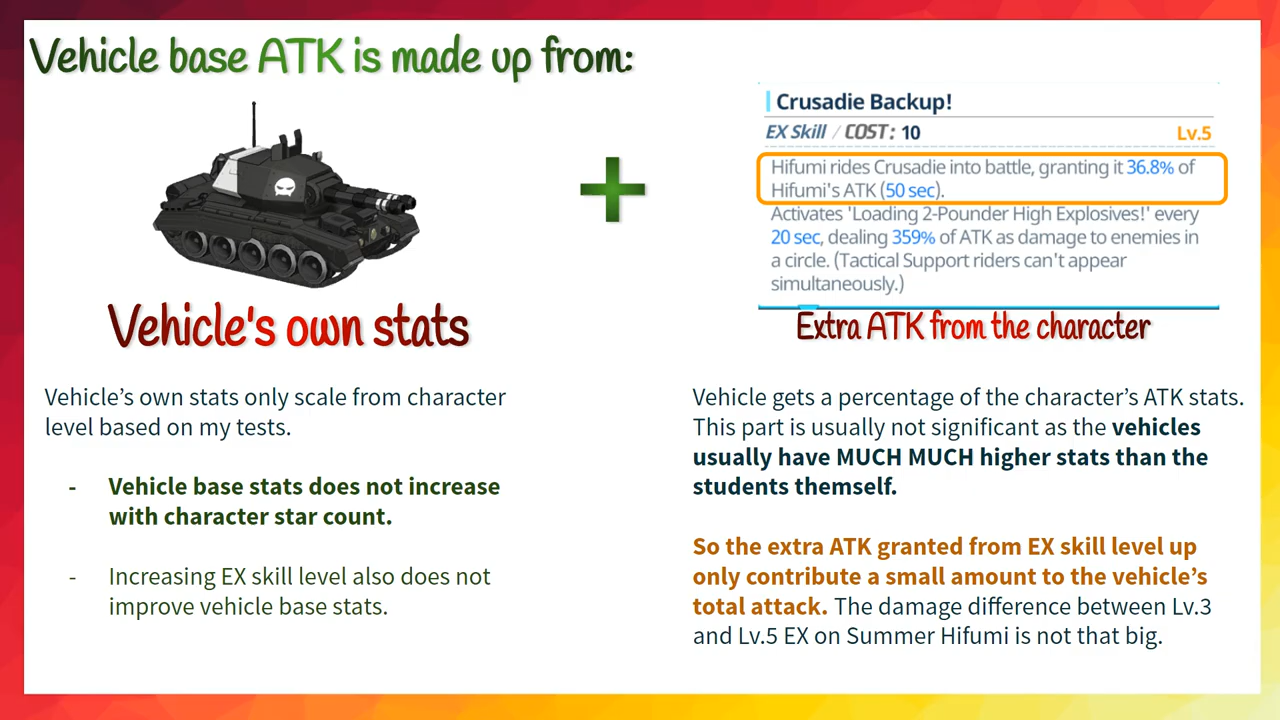 Vehicle base ATK is made up from:
Crusadie Backup!
EX Skill / COST: 10
Lv.5
Hifumi rides Crusadie into battle, granting it 36.8% of
Hifumi's ATK (50 sec).
Activates 'Loading 2-Pounder High Explosives!' every
20 sec, dealing 359% of ATK as damage to enemies in
a circle. (Tactical Support riders can't appear
simultaneously.)
+
Vehicle's own stats
Extra ATK from the character
Vehicle’s own stats only scale from character
level based on my tests.
- Vehicle base stats does not increase
with character star count.
- Increasing EX skill level also does not
improve vehicle base stats.
Vehicle gets a percentage of the character’s ATK stats.
This part is usually not significant as the vehicles
usually have MUCH MUCH higher stats than the
students themself.
So the extra ATK granted from EX skill level up
only contribute a small amount to the vehicle’s
total attack. The damage difference between Lv.3
and Lv.5 EX on Summer Hifumi is not that big.